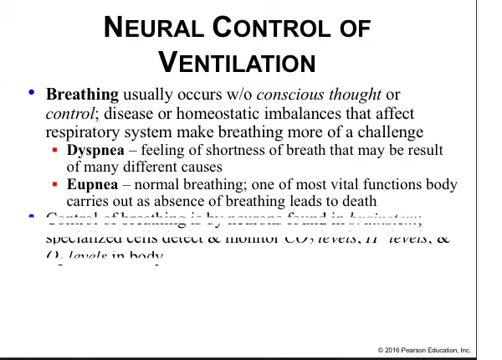 NEURAL CONTROL OF
VENTILATION
• Breathing usually occurs w/o conscious thought or
control; disease or homeostatic imbalances that affect
respiratory system make breathing more of a challenge
▪ Dyspnea – feeling of shortness of breath that may be result
of many different causes
▪ Eupnea – normal breathing; one of most vital functions body
carries out as absence of breathing leads to death
• Control of breathing is by neurons found in brainstem;
specialized cells detect & monitor CO₂ levels, H⁺ levels, &
O₂ levels in body
© 2016 Pearson Education, Inc.